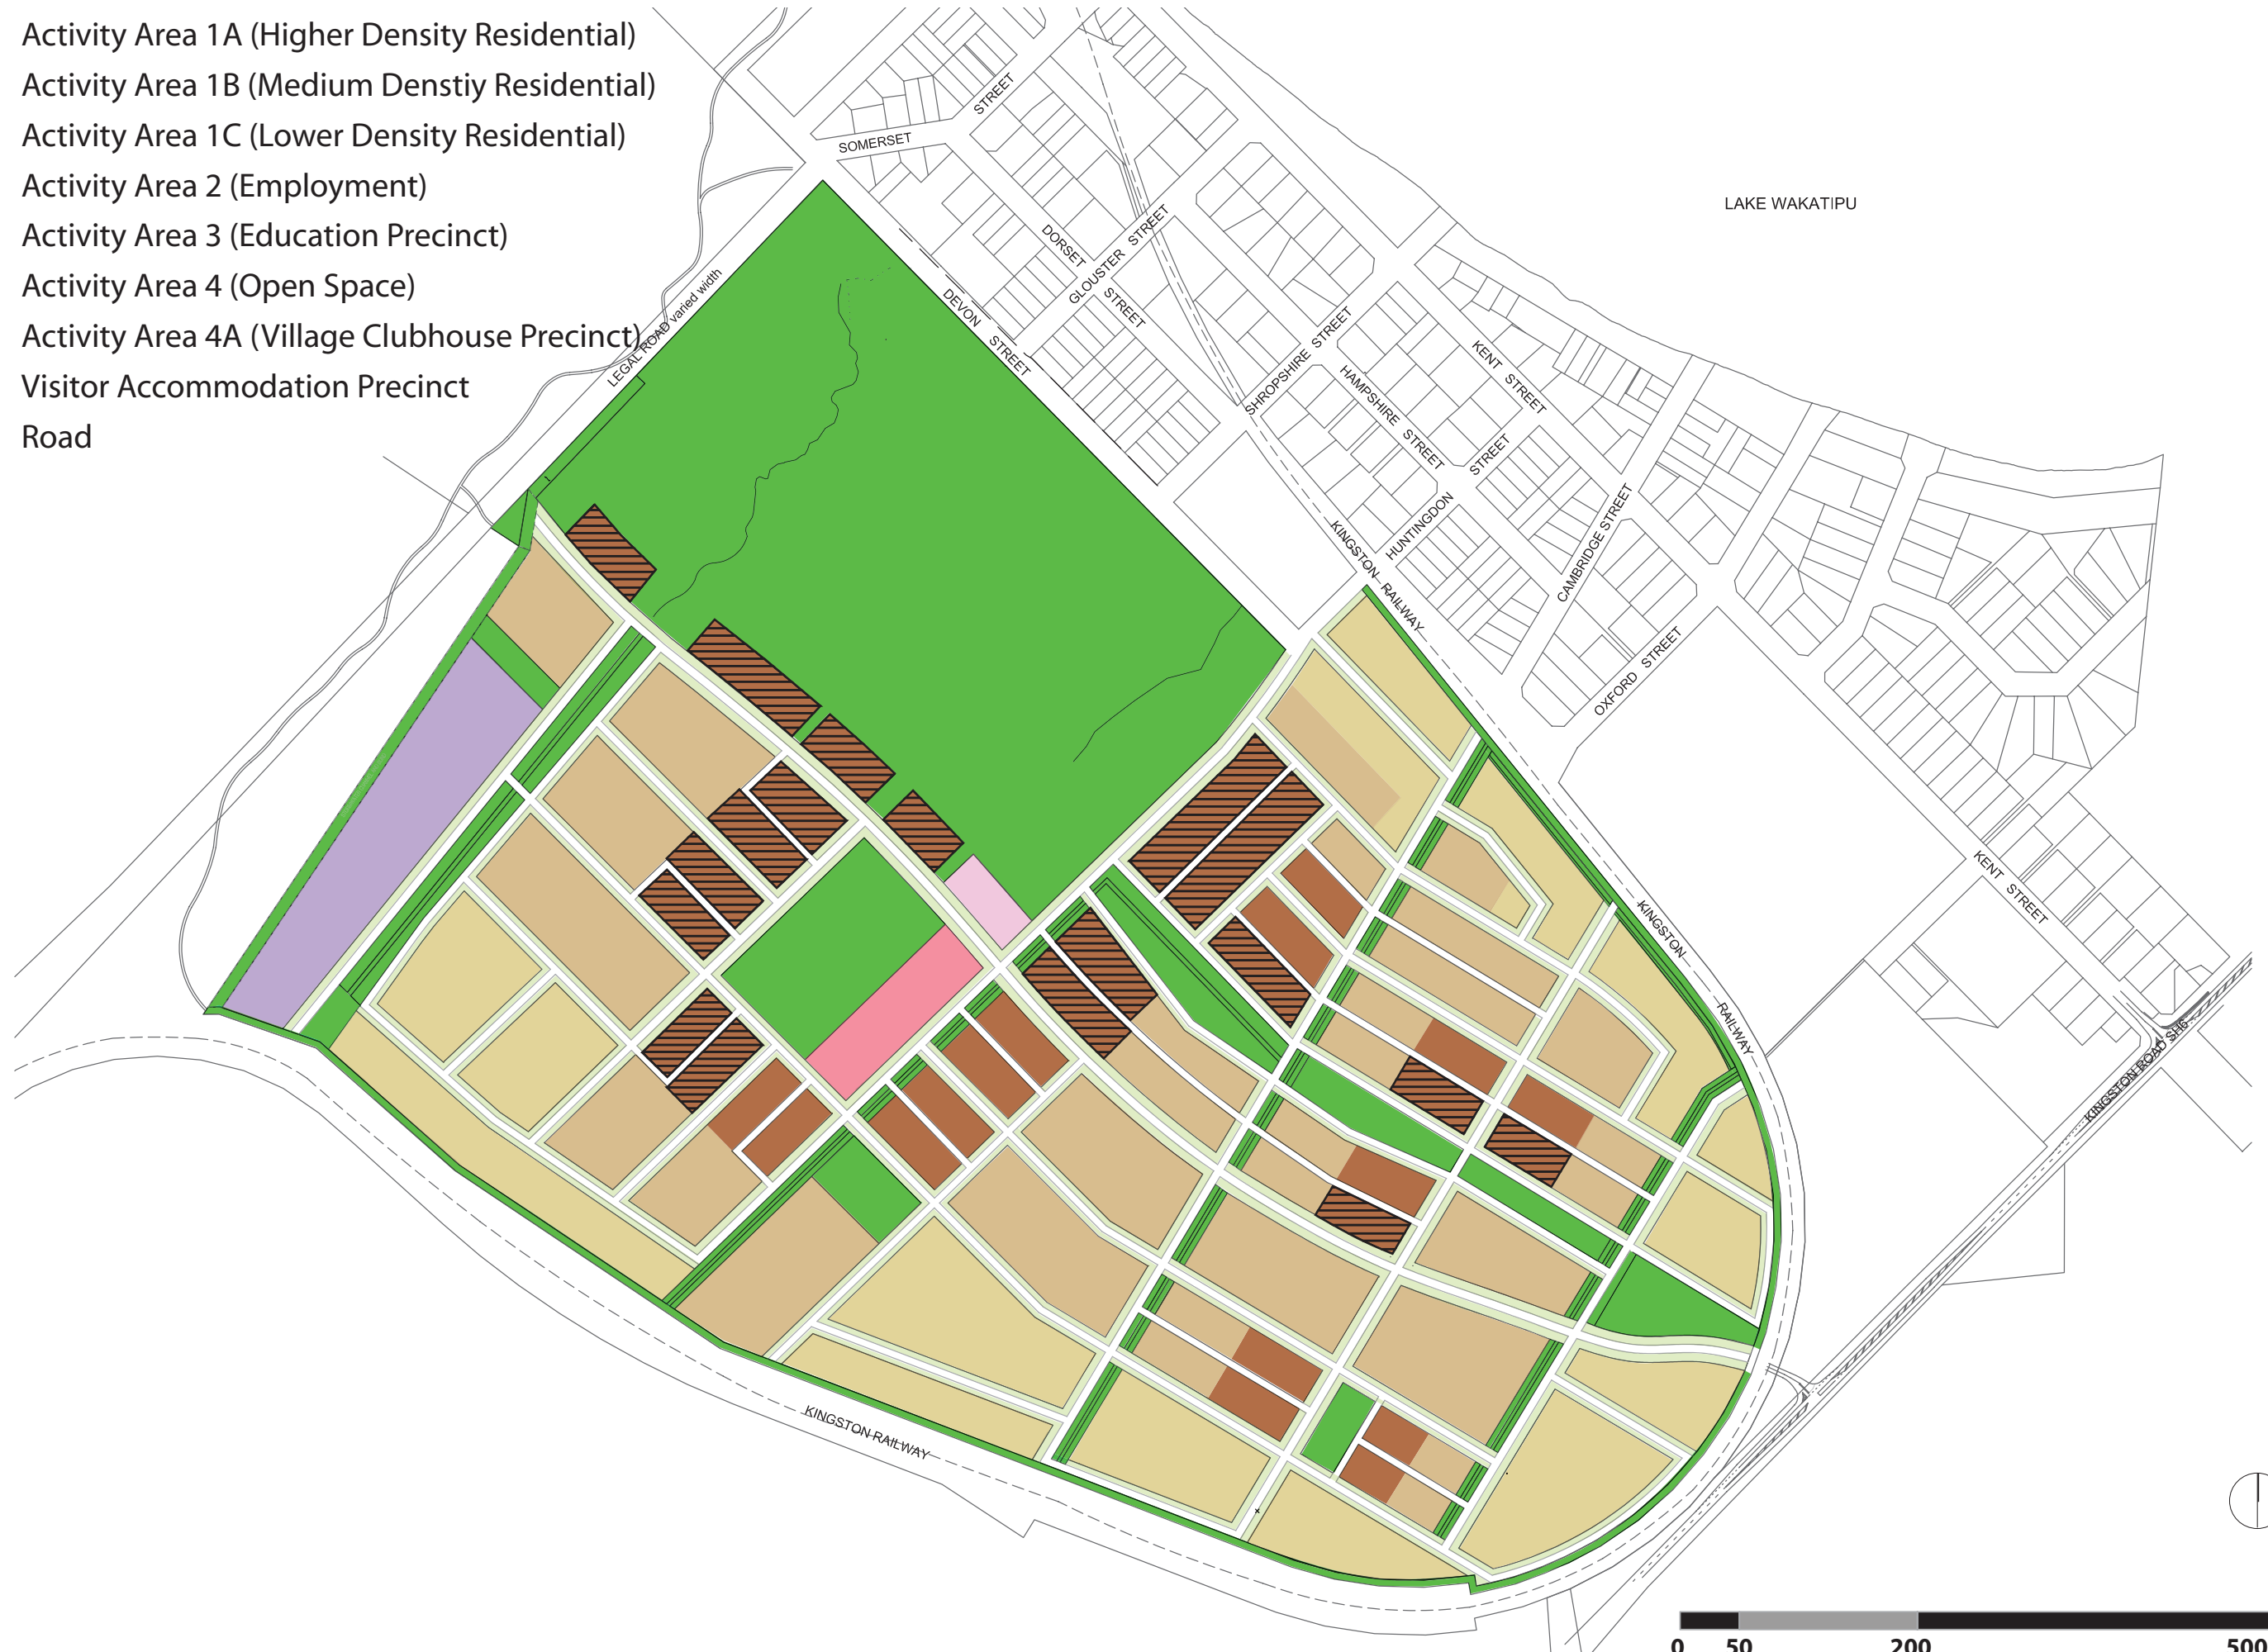 Activity Area 1A (Higher Density Residential)
Activity Area 1B (Medium Denstiy Residential)
Activity Area 1C (Lower Density Residential)
Activity Area 2 (Employment)
Activity Area 3 (Education Precinct)
Activity Area 4 (Open Space)
Activity Area 4A (Village Clubhouse Precinct)
Visitor Accommodation Precinct
Road
LAKE WAKATIPU
STREET
SOMERSET
LEGAL ROAD varied width
DORSET STREET
GLOUSTER STREET
DEVON STREET
SHROPSHIRE STREET
HAMPSHIRE STREET
KENT STREET
HUNTINGDON STREET
CAMBRIDGE STREET
KINGSTON RAILWAY
OXFORD STREET
KENT STREET
KINGSTON RAILWAY
KINGSTON ROAD SH6
KINGSTON RAILWAY
0 50 200 500